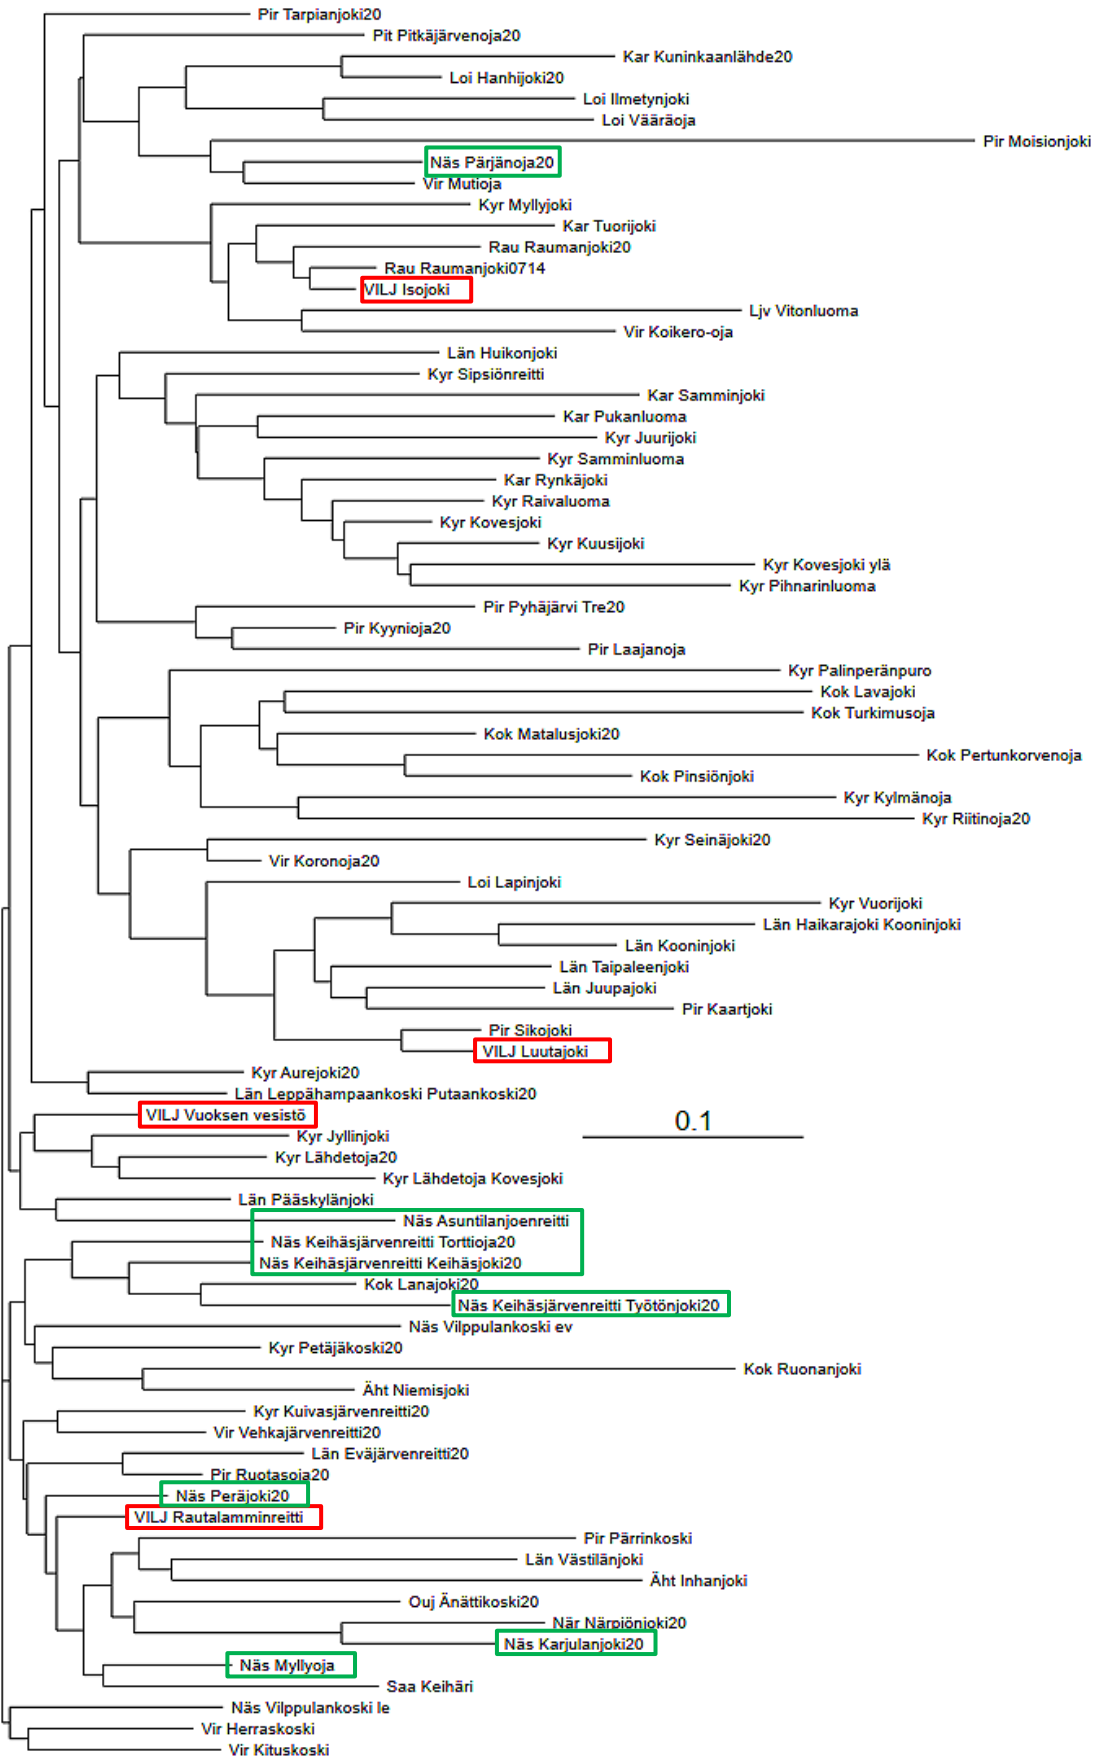 Pir Tarpianjoki20
Pit Pitkäjärvenoja20
Kar Kuninkaanlähde20
Loi Hanhijoki20
Loi Ilmetynjoki
Loi Vääräoja
Pir Moisionjoki
Näs Pärjänoja20
Vir Mutioja
Kyr Myllyjoki
Kar Tuorijoki
Rau Raumanjoki20
Rau Raumanjoki0714
VILJ Isojoki
Ljv Vitonluoma
Vir Koikero-oja
Län Huikonjoki
Kyr Sipsiönreitti
Kar Samminjoki
Kar Pukanluoma
Kyr Juurijoki
Kyr Samminluoma
Kar Rynkäjoki
Kyr Raivaluoma
Kyr Kovesjoki
Kyr Kuusijoki
Kyr Kovesjoki ylä
Kyr Pihnarinluoma
Pir Pyhäjärvi Tre20
Pir Kyynioja20
Pir Laajanoja
Kyr Palinperänpuro
Kok Lavajoki
Kok Turkimusoja
Kok Matalusjoki20
Kok Pertunkorvenoja
Kok Pinsiönjoki
Kyr Kylmänoja
Kyr Riitinoja20
Kyr Seinäjoki20
Vir Koronoja20
Loi Lapinjoki
Kyr Vuorijoki
Län Haikarajoki Kooninjoki
Län Kooninjoki
Län Taipaleenjoki
Län Juupajoki
Pir Kaartjoki
Pir Sikojoki
VILJ Luutajoki
Kyr Aurejoki20
Län Leppähampaankoski Putaankoski20
VILJ Vuoksen vesistö
0.1
Kyr Jyllinjoki
Kyr Lähdetoja20
Kyr Lähdetoja Kovesjoki
Län Pääskylänjoki
Näs Asuntilanjoenreitti
Näs Keihäsjärvenreitti Torttioja20
Näs Keihäsjärvenreitti Keihäsjoki20
Kok Lanajoki20
Näs Keihäsjärvenreitti Työtönjoki20
Näs Vilppulankoski ev
Kyr Petäjäkoski20
Kok Ruonanjoki
Äht Niemisjoki
Kyr Kuivasjärvenreitti20
Vir Vehkajärvenreitti20
Län Eväjärvenreitti20
Pir Ruotasoja20
Näs Peräjoki20
VILJ Rautalamminreitti
Pir Pärrinkoski
Län Västilänjoki
Äht Inhanjoki
Ouj Änättikoski20
När Närpiönjoki20
Näs Karjulanjoki20
Näs Myllyoja
Saa Keihäri
Näs Vilppulankoski le
Vir Herraskoski
Vir Kituskoski